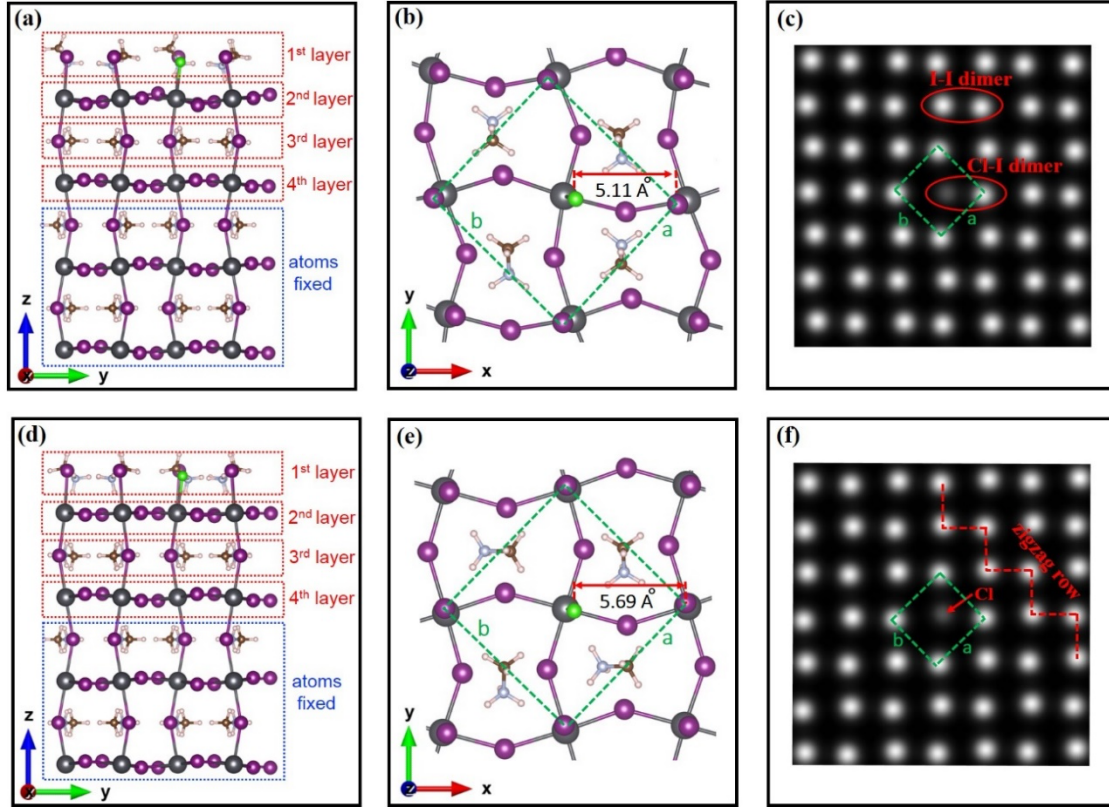 (a)
1st layer
2nd layer
3rd layer
4th layer
atoms
fixed
z
x
y
(b)
5.11 Å
b
a
y
z
x
(c)
I-I dimer
Cl-I dimer
b
a
(d)
1st layer
2nd layer
3rd layer
4th layer
atoms
fixed
z
x
y
(e)
5.69 Å
b
a
y
z
x
(f)
zigzag row
Cl
b
a